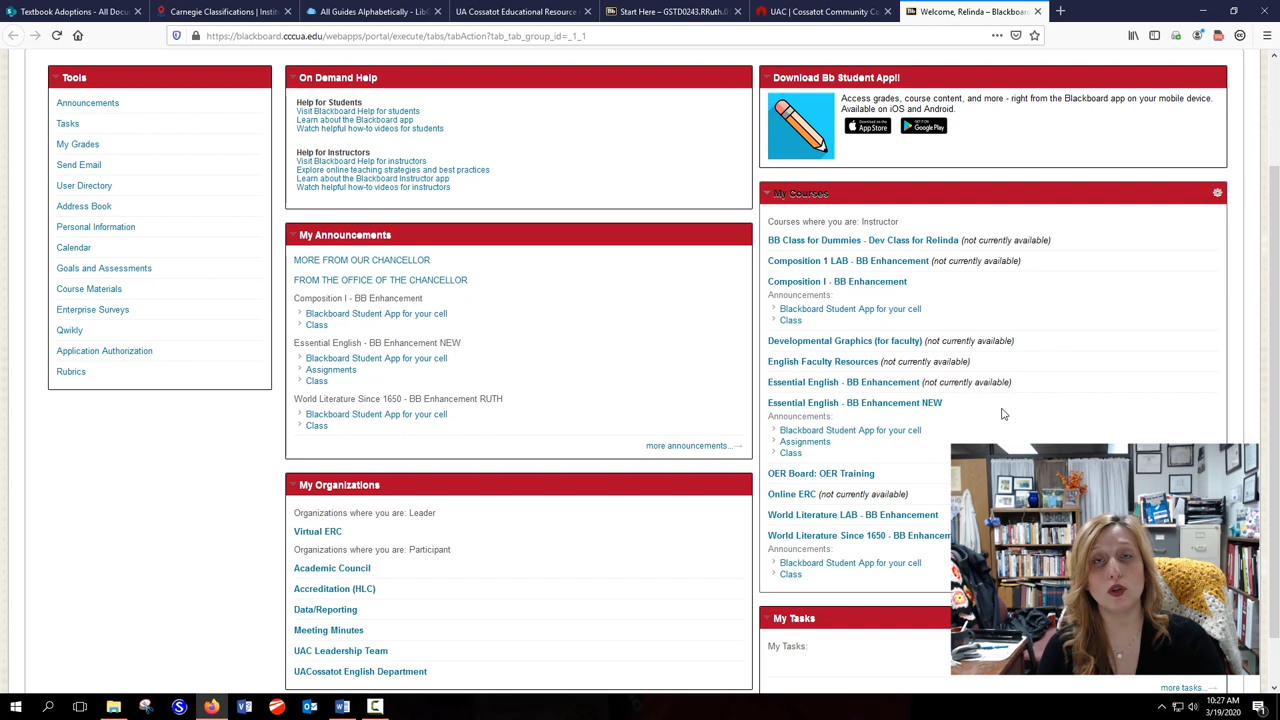 Textbook Adoptions - All Docum
Carnegie Classifications | Institu
All Guides Alphabetically - LibG
UA Cossatot Educational Resource
Start Here – GSTD0243.RRuth.0
UAC | Cossatot Community Co
Welcome, Relinda – Blackboard
https://blackboard.cccua.edu/webapps/portal/execute/tabs/tabAction?tab_tab_group_id=_1_1
Tools
Announcements
Tasks
My Grades
Send Email
User Directory
Address Book
Personal Information
Calendar
Goals and Assessments
Course Materials
Enterprise Surveys
Qwikly
Application Authorization
Rubrics
On Demand Help
Help for Students
Visit Blackboard Help for students
Learn about the Blackboard app
Watch helpful how-to videos for students
Help for Instructors
Visit Blackboard Help for instructors
Explore online teaching strategies and best practices
Learn about the Blackboard Instructor app
Watch helpful how-to videos for instructors
My Announcements
MORE FROM OUR CHANCELLOR
FROM THE OFFICE OF THE CHANCELLOR
Composition I - BB Enhancement
Blackboard Student App for your cell
Class
Essential English - BB Enhancement NEW
Blackboard Student App for your cell
Assignments
Class
World Literature Since 1650 - BB Enhancement RUTH
Blackboard Student App for your cell
Class
more announcements...
My Organizations
Organizations where you are: Leader
Virtual ERC
Organizations where you are: Participant
Academic Council
Accreditation (HLC)
Data/Reporting
Meeting Minutes
UAC Leadership Team
UACossatot English Department
Download Bb Student App!!
Access grades, course content, and more - right from the Blackboard app on your mobile device.
Available on iOS and Android.
Download on the App Store
GET IT ON Google Play
My Courses
Courses where you are: Instructor
BB Class for Dummies - Dev Class for Relinda (not currently available)
Composition 1 LAB - BB Enhancement (not currently available)
Composition I - BB Enhancement
Announcements:
Blackboard Student App for your cell
Class
Developmental Graphics (for faculty) (not currently available)
English Faculty Resources (not currently available)
Essential English - BB Enhancement (not currently available)
Essential English - BB Enhancement NEW
Announcements:
Blackboard Student App for your cell
Assignments
Class
OER Board: OER Training
Online ERC (not currently available)
World Literature LAB - BB Enhancement
World Literature Since 1650 - BB Enhancem
Announcements:
Blackboard Student App for your cell
Class
My Tasks
My Tasks:
more tasks...
10:27 AM
3/19/2020